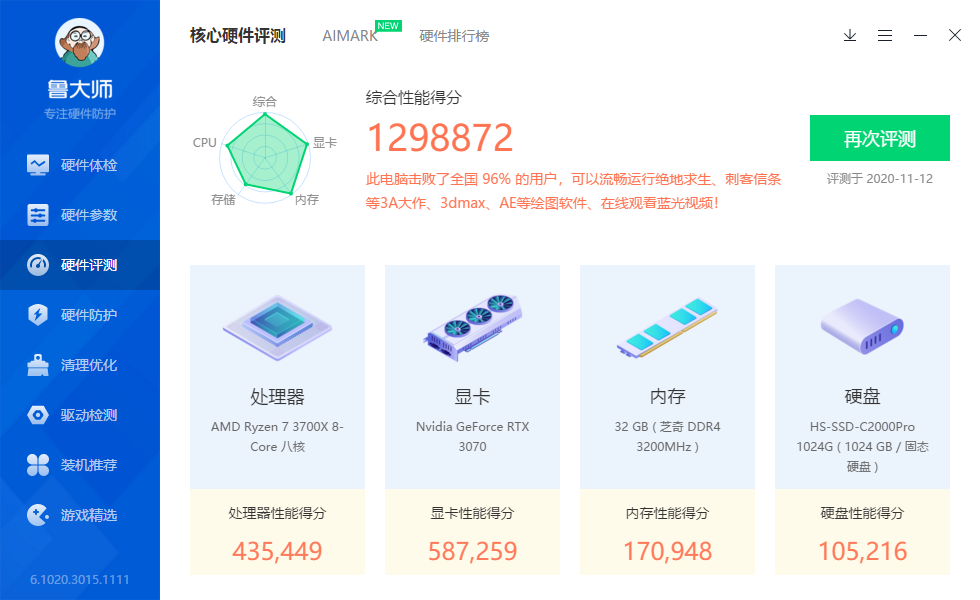 鲁大师
专注硬件防护
硬件体检
硬件参数
硬件评测
硬件防护
清理优化
驱动检测
装机推荐
游戏精选
6.1020.3015.1111
核心硬件评测
AIMARK
NEW
硬件排行榜
综合
CPU
显卡
存储
内存
综合性能得分
1298872
此电脑击败了全国 96% 的用户，可以流畅运行绝地求生、刺客信条
等3A大作、3dmax、AE等绘图软件、在线观看蓝光视频！
再次评测
评测于 2020-11-12
处理器
AMD Ryzen 7 3700X 8-
Core 八核
处理器性能得分
435,449
显卡
Nvidia GeForce RTX
3070
显卡性能得分
587,259
内存
32 GB ( 芝奇 DDR4
3200MHz )
内存性能得分
170,948
硬盘
HS-SSD-C2000Pro
1024G ( 1024 GB / 固态
硬盘 )
硬盘性能得分
105,216